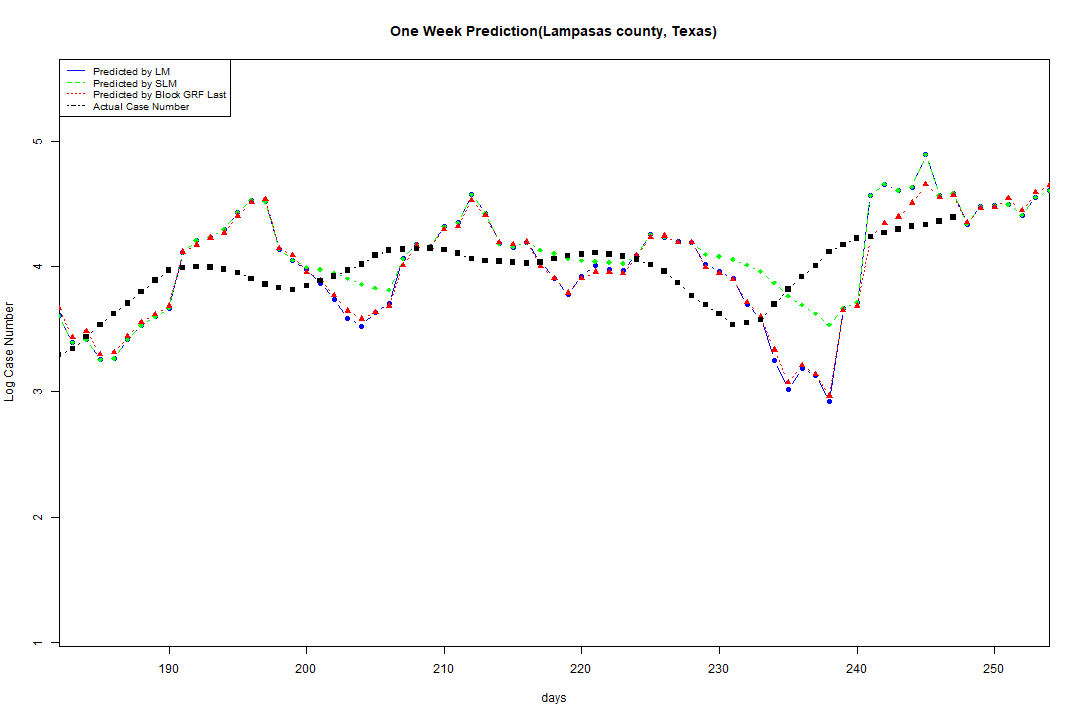 One Week Prediction(Lampasas county, Texas)
Predicted by LM
Predicted by SLM
Predicted by Block GRF Last
Actual Case Number
5
4
3
2
1
Log Case Number
190 200 210 220 230 240 250
days